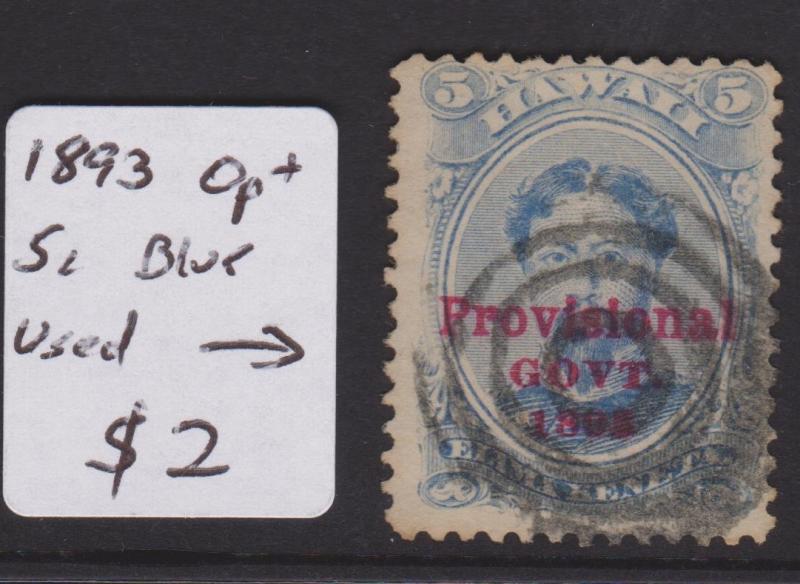 1893 Opt
5c Blue
Used →
$2
5 HAWAII 5
Provisional
GOVT.
1893